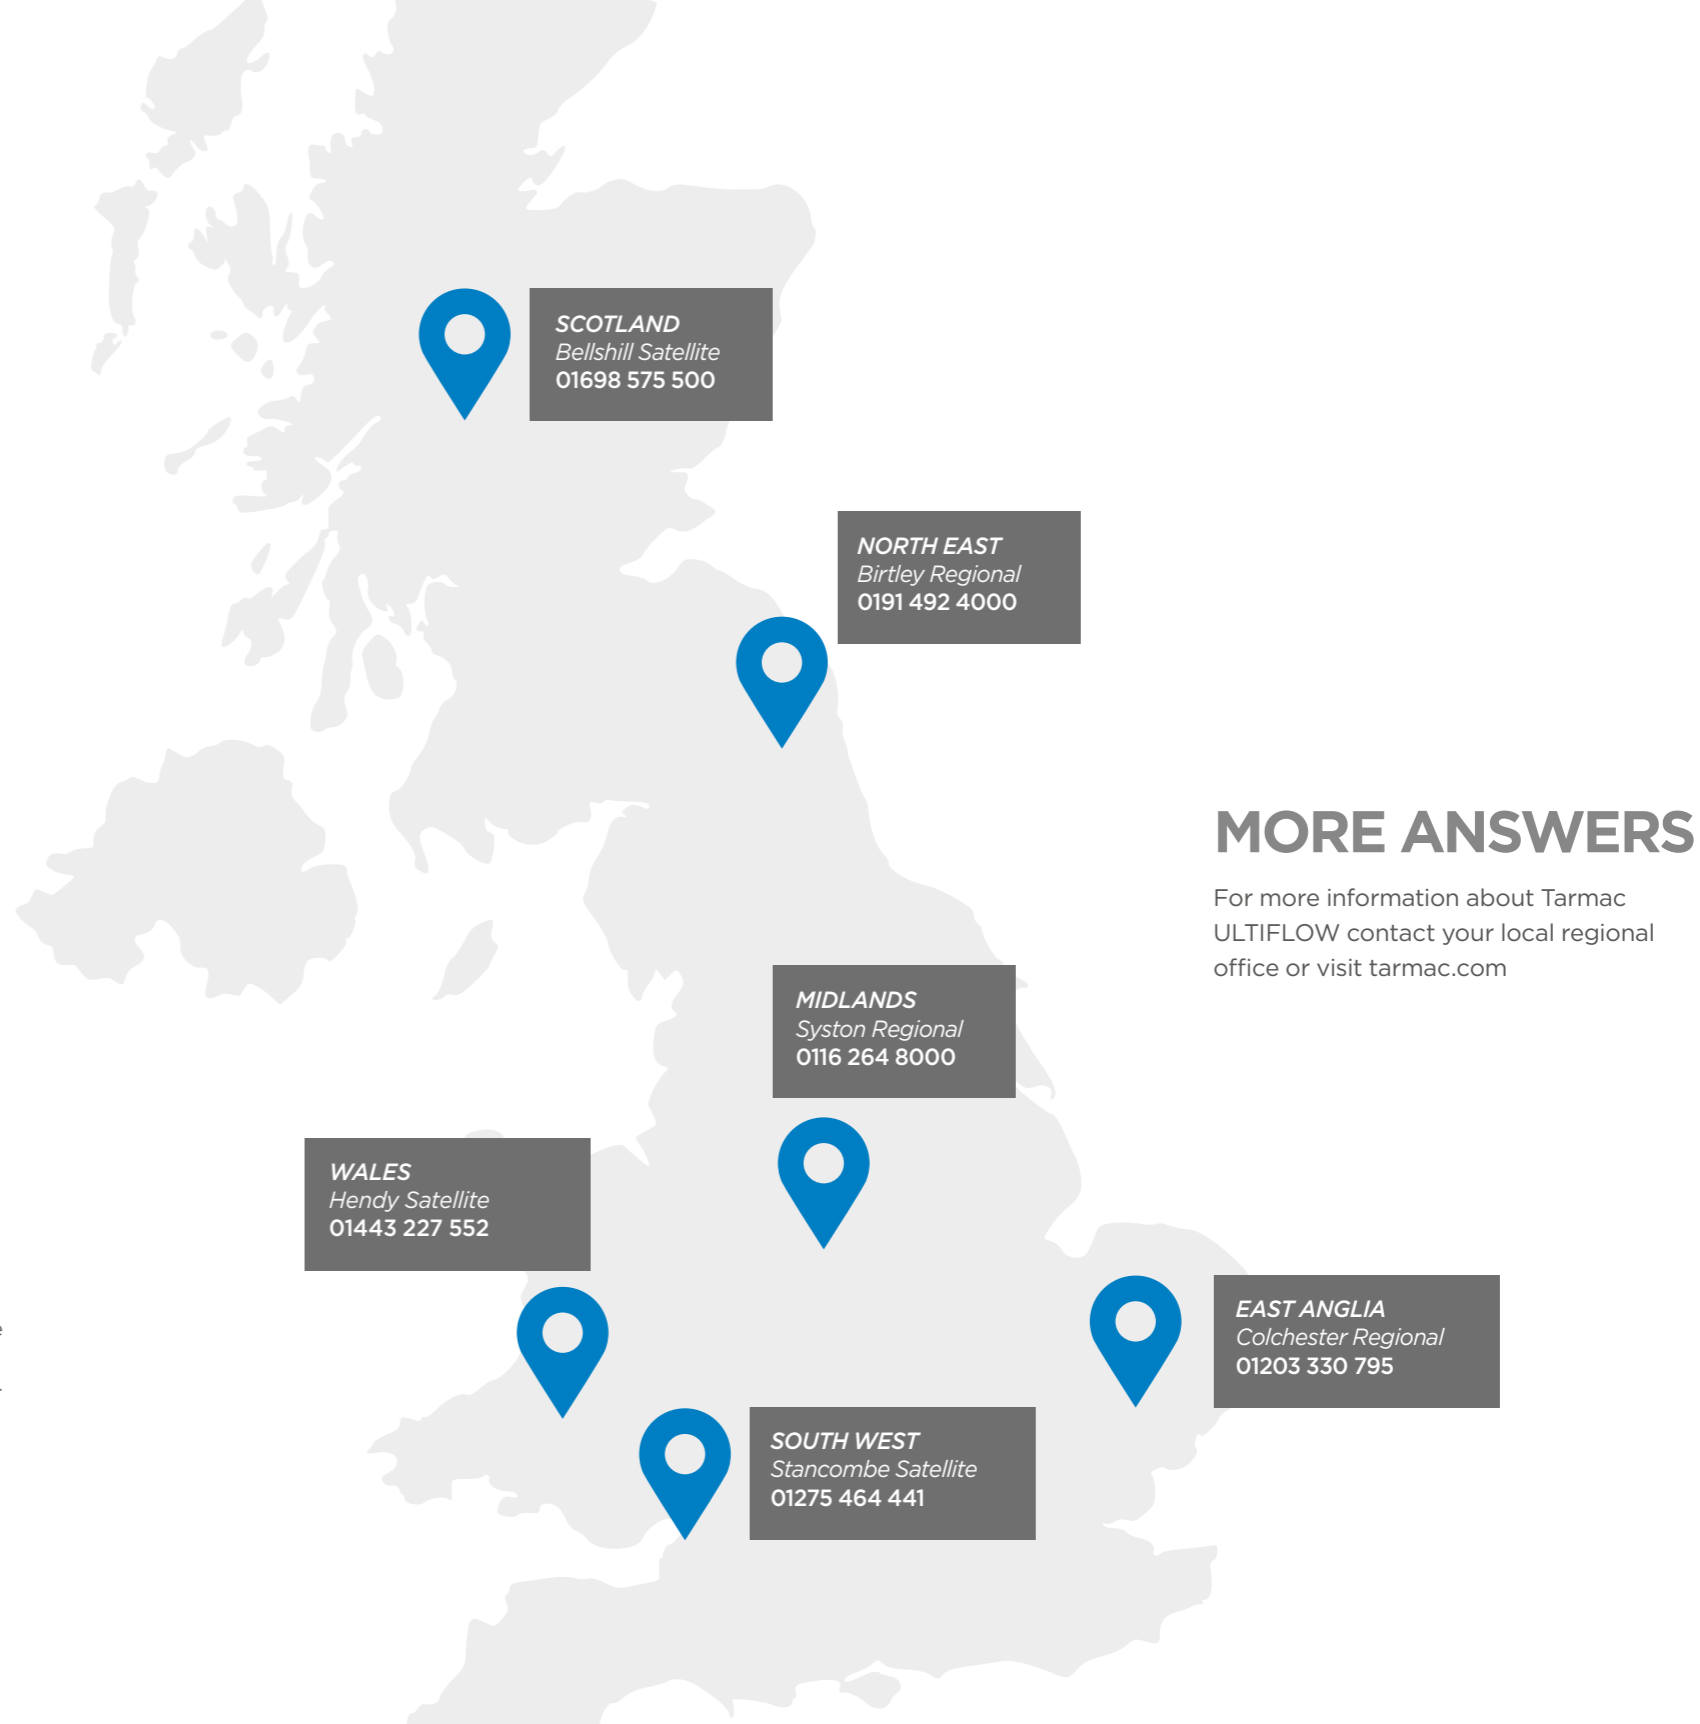 SCOTLAND
Bellshill Satellite
01698 575 500
NORTH EAST
Birtley Regional
0191 492 4000
MORE ANSWERS
For more information about Tarmac
ULTIFLOW contact your local regional
office or visit tarmac.com
MIDLANDS
Syston Regional
0116 264 8000
WALES
Hendy Satellite
01443 227 552
EAST ANGLIA
Colchester Regional
01203 330 795
SOUTH WEST
Stancombe Satellite
01275 464 441